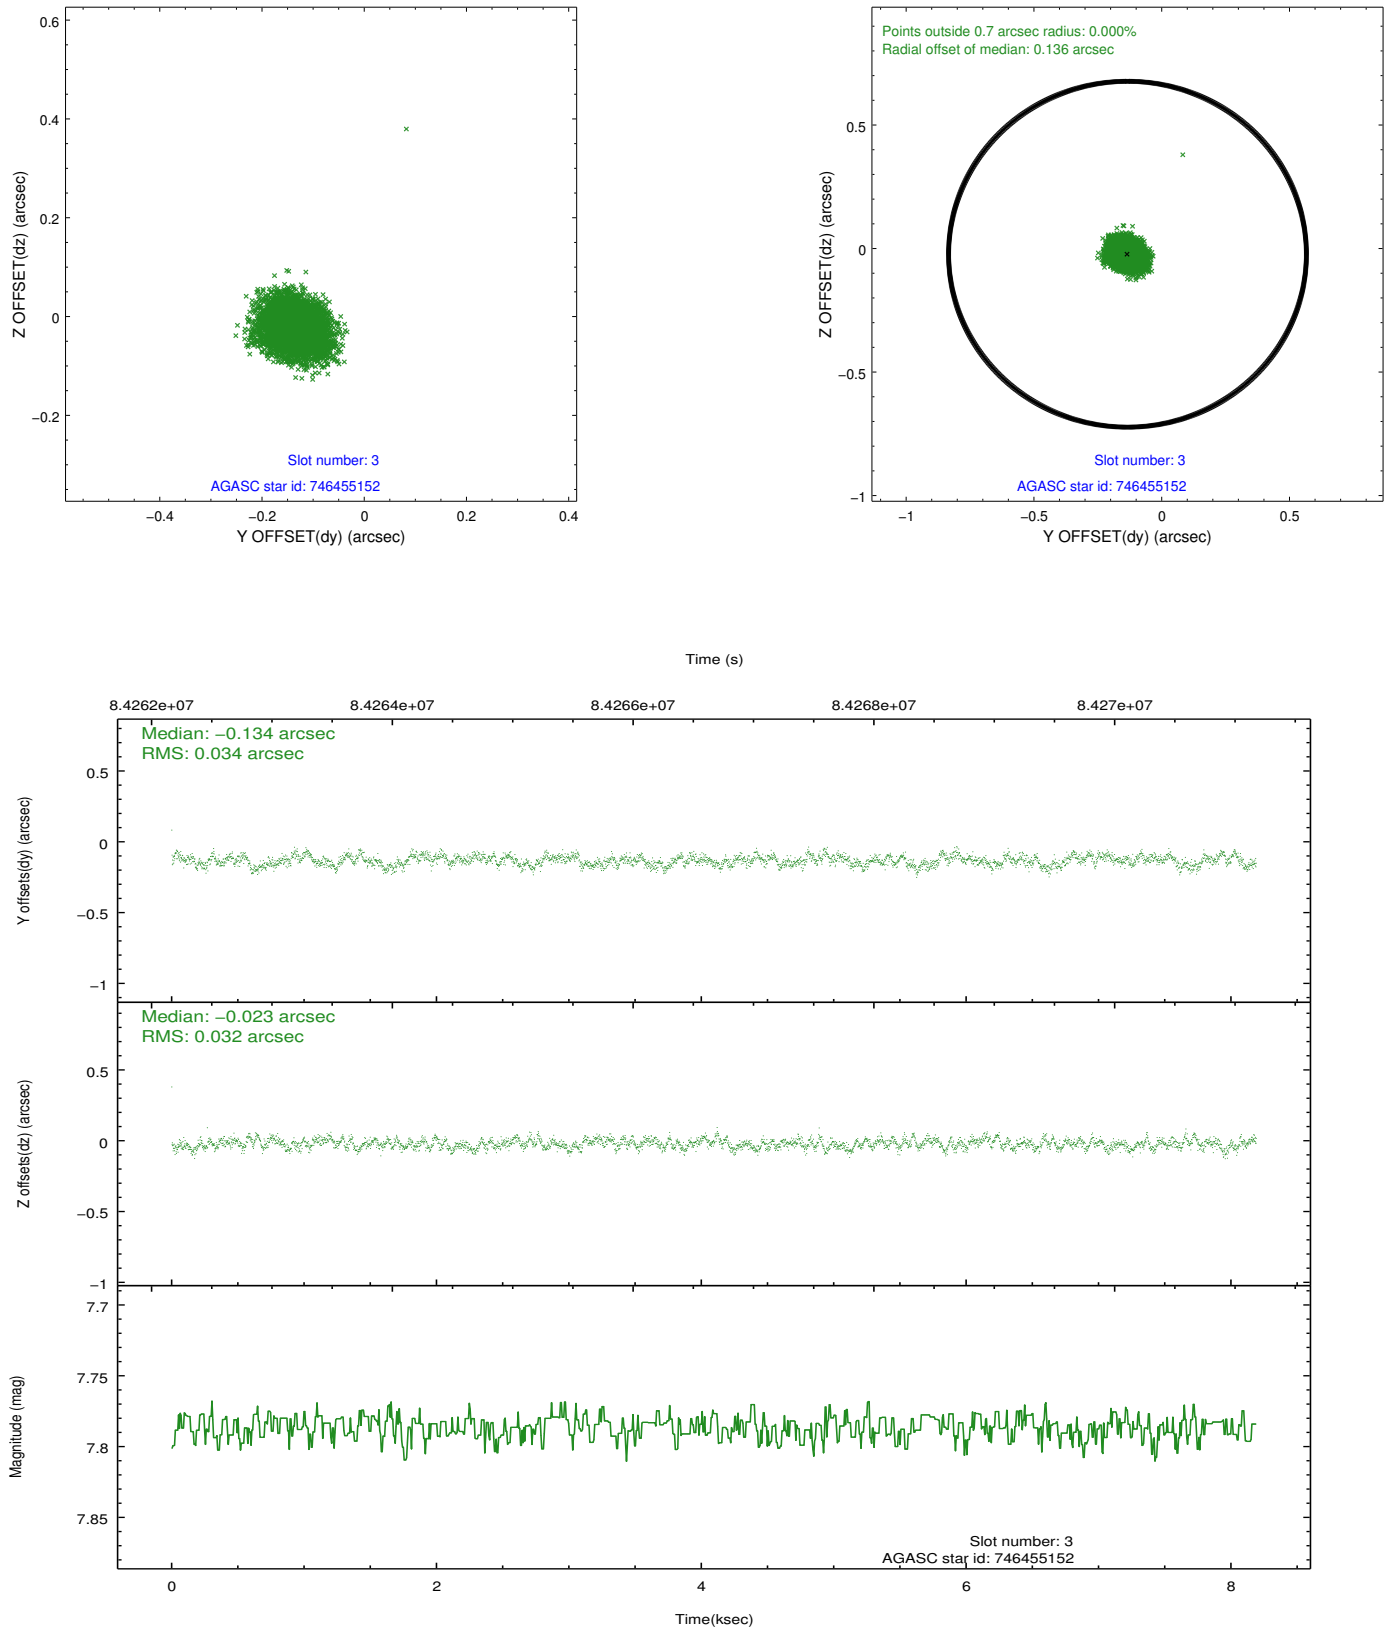 0.6
0.4
0.2
0
−0.2
Z OFFSET(dz) (arcsec)
Slot number: 3
AGASC star id: 746455152
−0.4 −0.2 0 0.2 0.4
Y OFFSET(dy) (arcsec)
Points outside 0.7 arcsec radius: 0.000%
Radial offset of median: 0.136 arcsec
0.5
0
−0.5
−1
Z OFFSET(dz) (arcsec)
Slot number: 3
AGASC star id: 746455152
−1 −0.5 0 0.5
Y OFFSET(dy) (arcsec)
Time (s)
8.4262e+07 8.4264e+07 8.4266e+07 8.4268e+07 8.427e+07
Median: −0.134 arcsec
RMS: 0.034 arcsec
0.5
0
−0.5
−1
Y offsets(dy) (arcsec)
Median: −0.023 arcsec
RMS: 0.032 arcsec
0.5
0
−0.5
−1
Z offsets(dz) (arcsec)
7.7
7.75
7.8
7.85
Magnitude (mag)
Slot number: 3
AGASC star id: 746455152
0 2 4 6 8
Time(ksec)